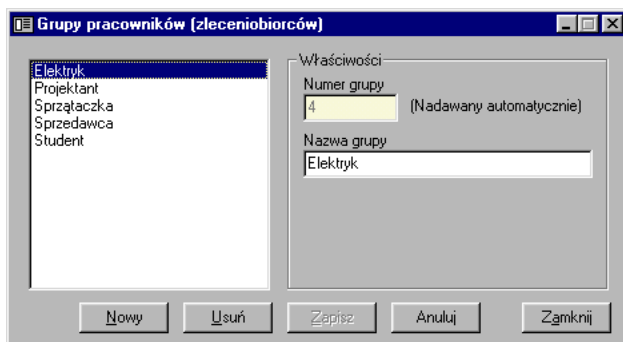 Grupy pracowników (zleceniobiorców)
Elektryk
Projektant
Sprzątaczka
Sprzedawca
Student
Właściwości
Numer grupy
4 (Nadawany automatycznie)
Nazwa grupy
Elektryk
Nowy Usuń Zapisz Anuluj Zamknij